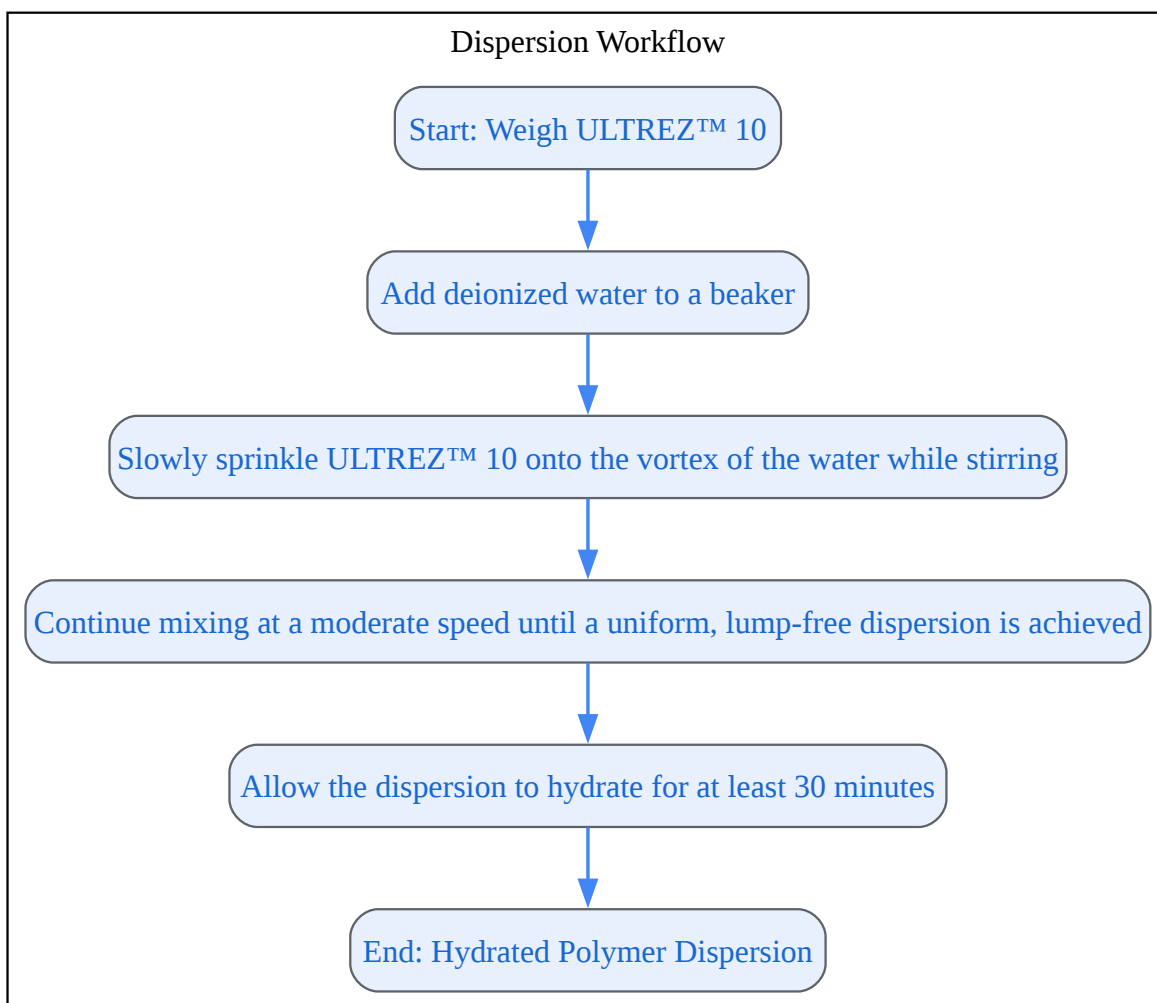 Dispersion Workflow
Start: Weigh ULTREZ™ 10
Add deionized water to a beaker
Slowly sprinkle ULTREZ™ 10 onto the vortex of the water while stirring
Continue mixing at a moderate speed until a uniform, lump-free dispersion is achieved
Allow the dispersion to hydrate for at least 30 minutes
End: Hydrated Polymer Dispersion